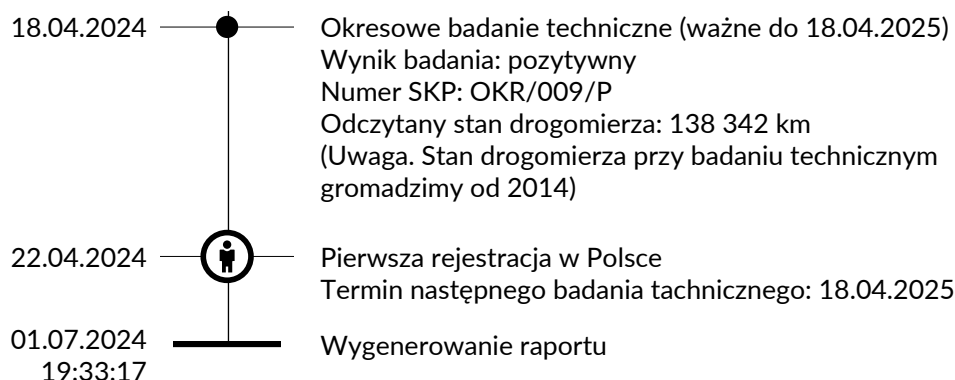 18.04.2024 Okresowe badanie techniczne (ważne do 18.04.2025)
Wynik badania: pozytywny
Numer SKP: OKR/009/P
Odczytany stan drogomierza: 138 342 km
(Uwaga. Stan drogomierza przy badaniu technicznym
gromadzimy od 2014)
22.04.2024 Pierwsza rejestracja w Polsce
Termin następnego badania tachnicznego: 18.04.2025
01.07.2024 Wygenerowanie raportu
19:33:17